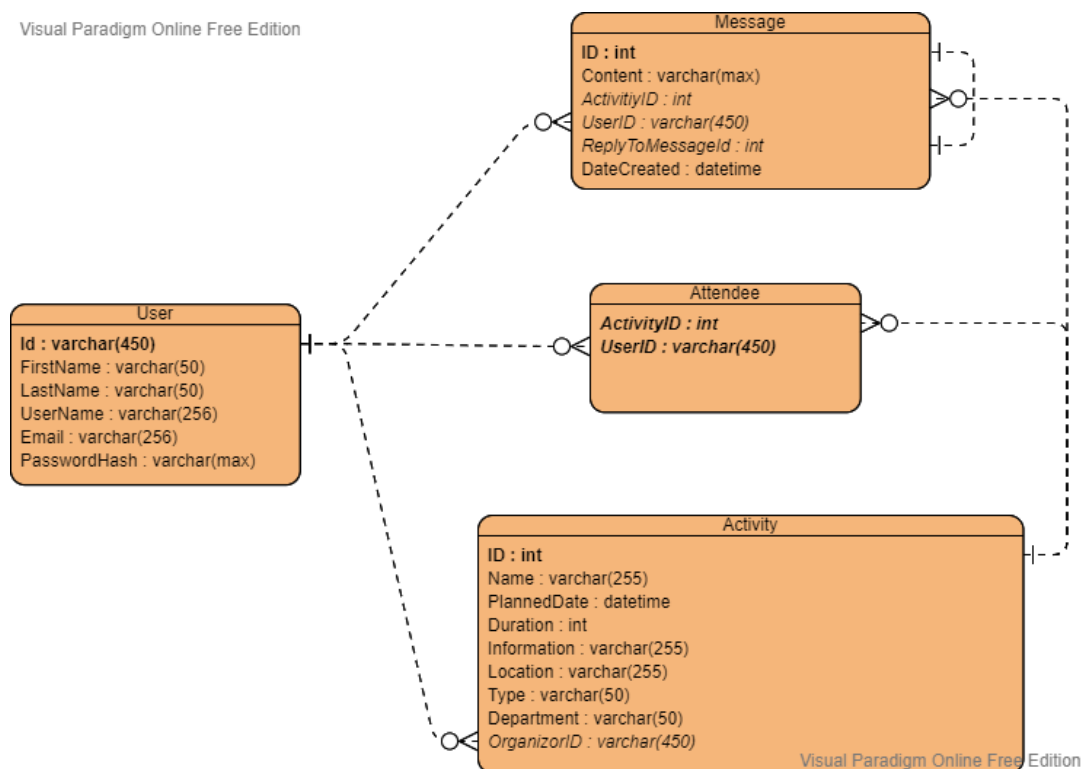 Visual Paradigm Online Free Edition
Message
ID : int
Content : varchar(max)
ActivitiyID : int
UserID : varchar(450)
ReplyToMessageId : int
DateCreated : datetime
User
Id : varchar(450)
FirstName : varchar(50)
LastName : varchar(50)
UserName : varchar(256)
Email : varchar(256)
PasswordHash : varchar(max)
Attendee
ActivityID : int
UserID : varchar(450)
Activity
ID : int
Name : varchar(255)
PlannedDate : datetime
Duration : int
Information : varchar(255)
Location : varchar(255)
Type : varchar(50)
Department : varchar(50)
OrganizorID : varchar(450)
Visual Paradigm Online Free Edition